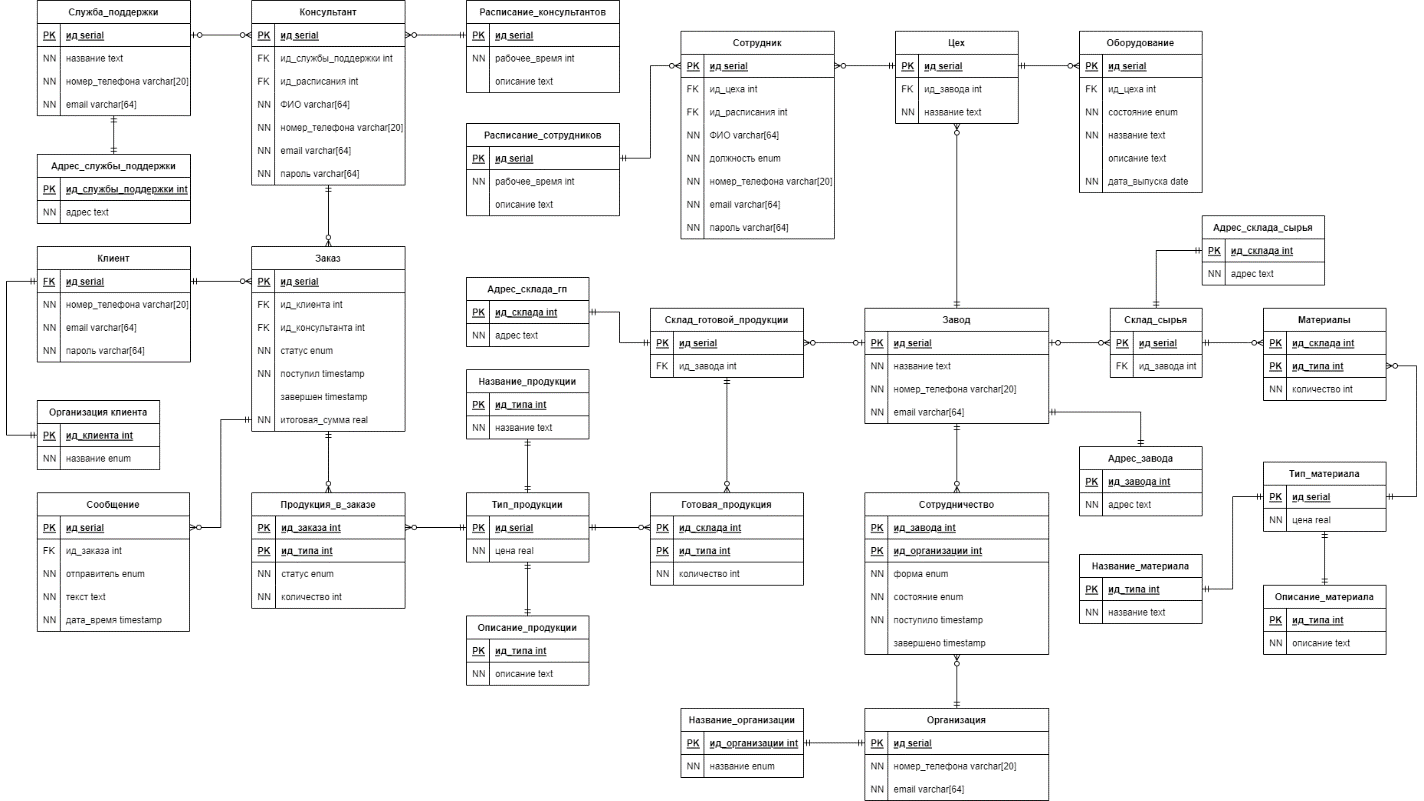 Служба_поддержки
PK ид serial
NN название text
NN номер_телефона varchar[20]
NN email varchar[64]
Консультант
PK ид serial
FK ид_службы_поддержки int
FK ид_расписания int
NN ФИО varchar[64]
NN номер_телефона varchar[20]
NN email varchar[64]
NN пароль varchar[64]
Расписание_консультантов
PK ид serial
NN рабочее_время int
описание text
Сотрудник
PK ид serial
FK ид_цеха int
FK ид_расписания int
NN ФИО varchar[64]
NN должность enum
NN номер_телефона varchar[20]
NN email varchar[64]
NN пароль varchar[64]
Цех
PK ид serial
FK ид_завода int
NN название text
Оборудование
PK ид serial
FK ид_цеха int
NN состояние enum
NN название text
описание text
NN дата_выпуска date
Расписание_сотрудников
PK ид serial
NN рабочее_время int
описание text
Адрес_службы_поддержки
PK ид_службы_поддержки int
NN адрес text
Адрес_склада_сырья
PK ид_склада int
NN адрес text
Клиент
FK ид serial
NN номер_телефона varchar[20]
NN email varchar[64]
NN пароль varchar[64]
Заказ
PK ид serial
FK ид_клиента int
FK ид_консультанта int
NN статус enum
NN поступил timestamp
завершен timestamp
NN итоговая_сумма real
Адрес_склада_гп
PK ид_склада int
NN адрес text
Склад_готовой_продукции
PK ид serial
FK ид_завода int
Завод
PK ид serial
NN название text
NN номер_телефона varchar[20]
NN email varchar[64]
Склад_сырья
PK ид serial
FK ид_завода int
Материалы
PK ид_склада int
PK ид_типа int
NN количество int
Название_продукции
PK ид_типа int
NN название text
Организация клиента
PK ид_клиента int
NN название enum
Адрес_завода
PK ид_завода int
NN адрес text
Тип_материала
PK ид serial
NN цена real
Сообщение
PK ид serial
FK ид_заказа int
NN отправитель enum
NN текст text
NN дата_время timestamp
Продукция_в_заказе
PK ид_заказа int
PK ид_типа int
NN статус enum
NN количество int
Тип_продукции
PK ид serial
NN цена real
Готовая_продукция
PK ид_склада int
PK ид_типа int
NN количество int
Сотрудничество
PK ид_завода int
PK ид_организации int
NN форма enum
NN состояние enum
NN поступило timestamp
завершено timestamp
Название_материала
PK ид_типа int
NN название text
Описание_материала
PK ид_типа int
NN описание text
Описание_продукции
PK ид_типа int
NN описание text
Название_организации
PK ид_организации int
NN название enum
Организация
PK ид serial
NN номер_телефона varchar[20]
NN email varchar[64]